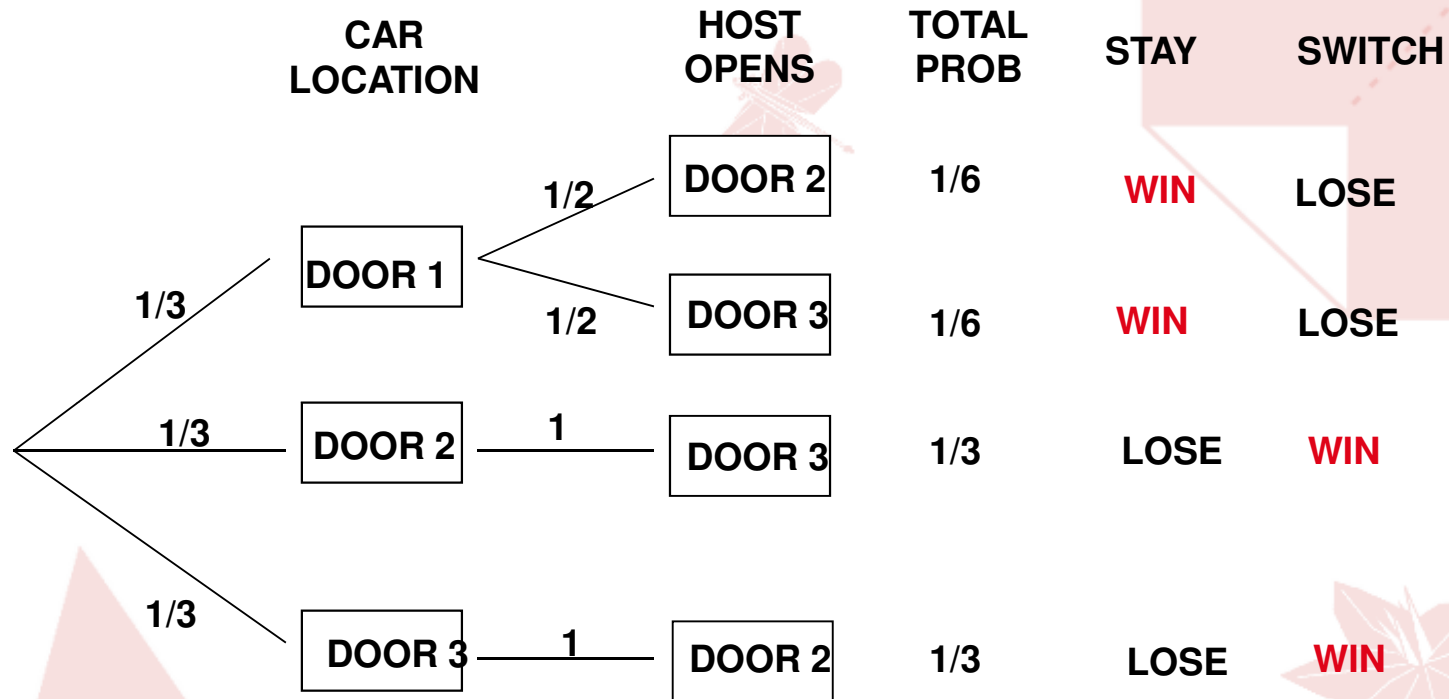 CAR
LOCATION
HOST
OPENS
TOTAL
PROB
STAY
SWITCH
1/2
DOOR 2
1/6
WIN
LOSE
1/3
DOOR 1
1/2
DOOR 3
1/6
WIN
LOSE
1/3
DOOR 2
1
DOOR 3
1/3
LOSE
WIN
1/3
DOOR 3
1
DOOR 2
1/3
LOSE
WIN